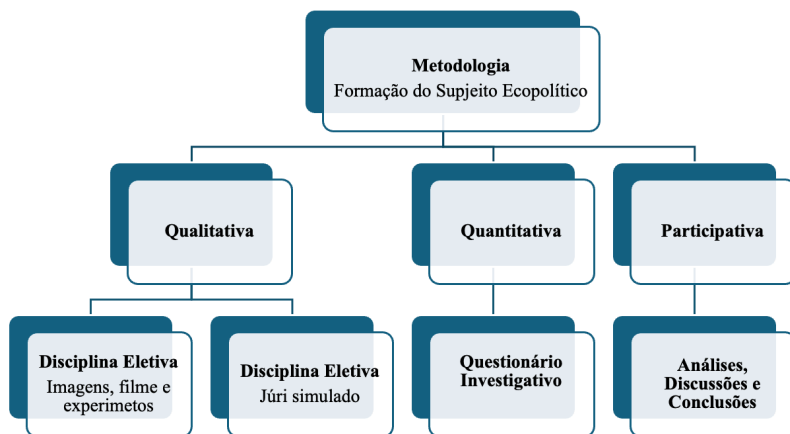 Metodologia
Formação do Supjeito Ecopolítico
Qualitativa
Quantitativa
Participativa
Disciplina Eletiva
Imagens, filme e
experimetos
Disciplina Eletiva
Júri simulado
Questionário
Investigativo
Análises,
Discussões e
Conclusões